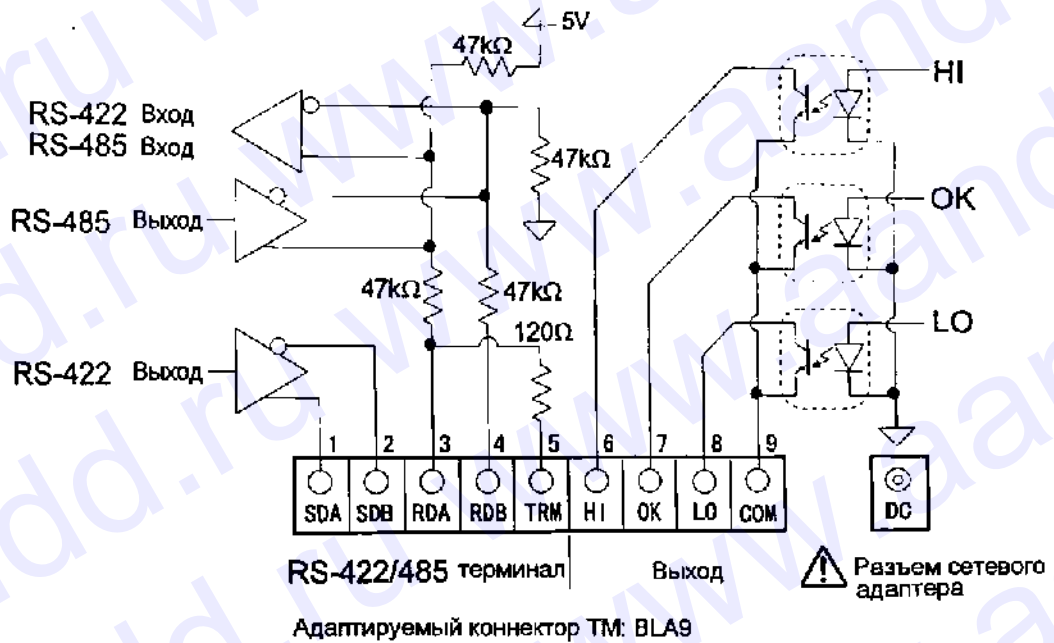 5V
47kΩ
HI
RS-422 Вход
RS-485 Вход
47kΩ
RS-485 Выход
OK
47kΩ 47kΩ
120Ω
LO
RS-422 Выход
1 2 3 4 5 6 7 8 9
SDA SDB RDA RDB TRM HI OK LO COM
DC
RS-422/485 терминал Выход
Разъем сетевого
адаптера
Адаптируемый коннектор TM: BLA9